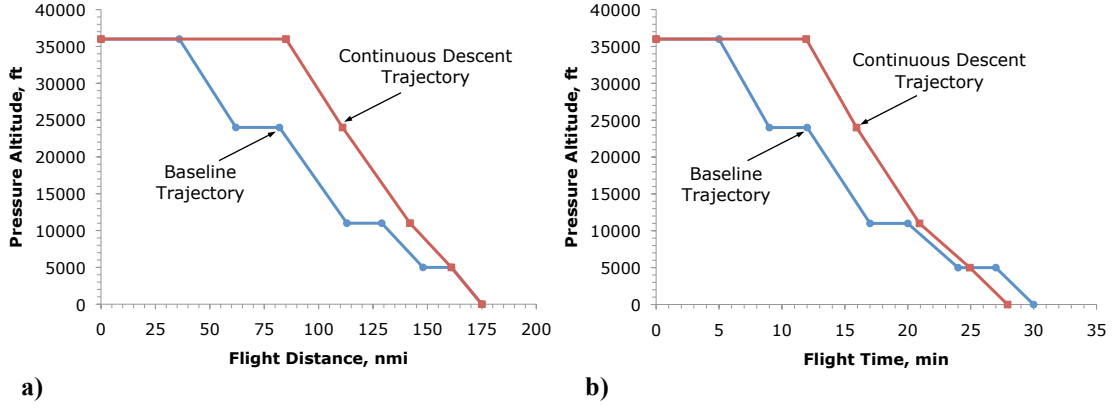 40000
35000
30000
25000
20000
15000
10000
5000
0
Pressure Altitude, ft
Continuous Descent
Trajectory
Baseline
Trajectory
0 25 50 75 100 125 150 175 200
Flight Distance, nmi
a)
40000
35000
30000
25000
20000
15000
10000
5000
0
Pressure Altitude, ft
Continuous Descent
Trajectory
Baseline
Trajectory
0 5 10 15 20 25 30 35
Flight Time, min
b)